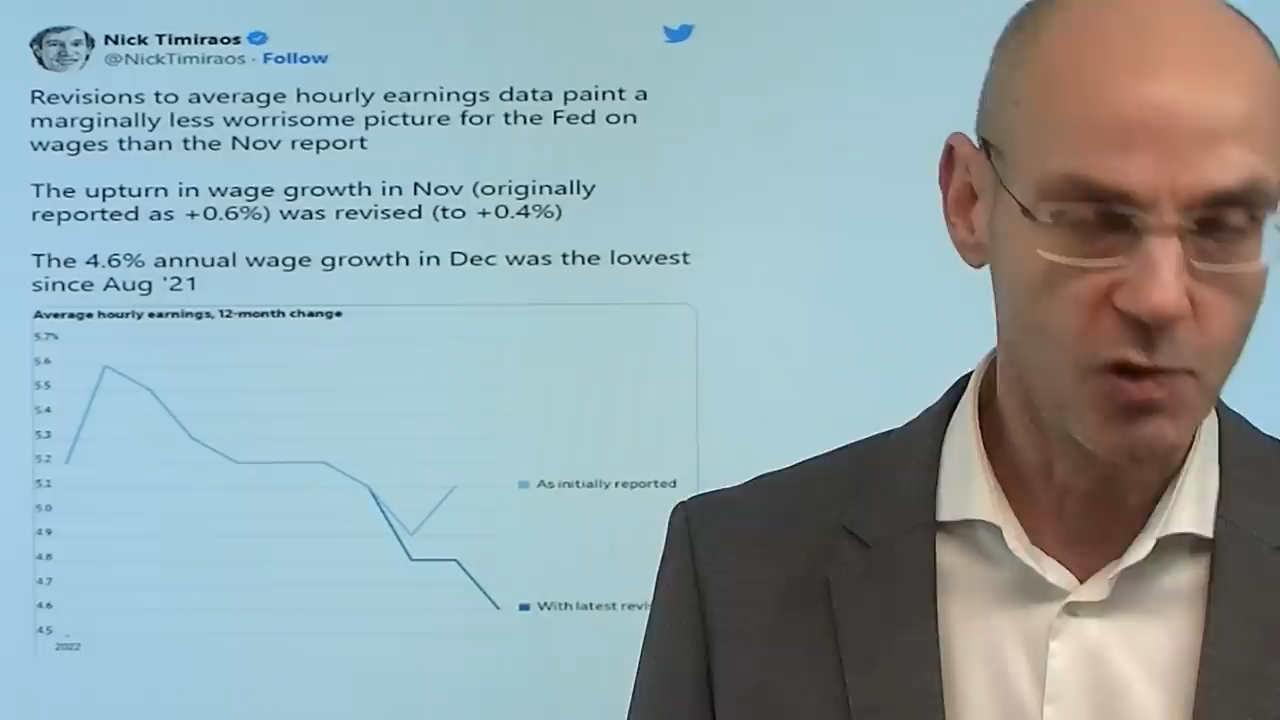 Nick Timiraos
@NickTimiraos · Follow
Revisions to average hourly earnings data paint a
marginally less worrisome picture for the Fed on
wages than the Nov report
The upturn in wage growth in Nov (originally
reported as +0.6%) was revised (to +0.4%)
The 4.6% annual wage growth in Dec was the lowest
since Aug '21
Average hourly earnings, 12-month change
5.7%
5.6
5.5
5.4
5.3
5.2
5.1
5.0
4.9
4.8
4.7
4.6
4.5
As initially reported
With latest
2022